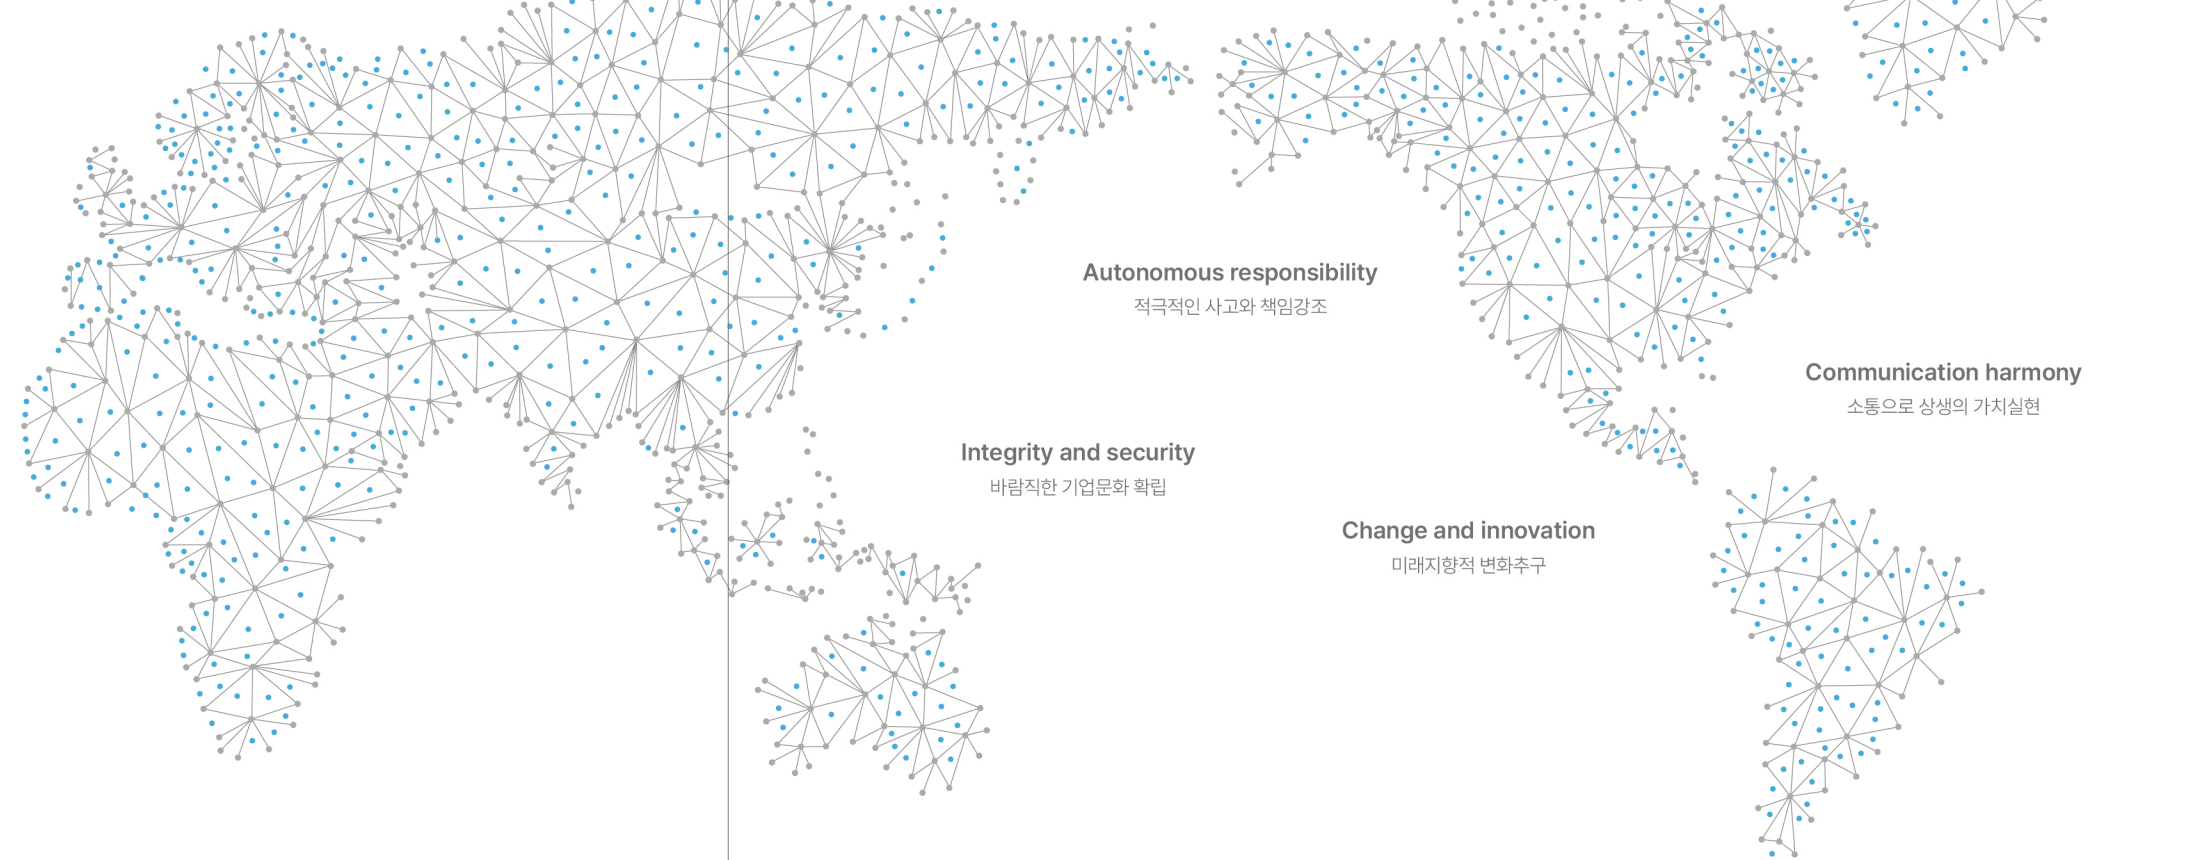 Autonomous responsibility
적극적인 사고와 책임강조
Communication harmony
소통으로 상생의 가치실현
Integrity and security
바람직한 기업문화 확립
Change and innovation
미래지향적 변화추구